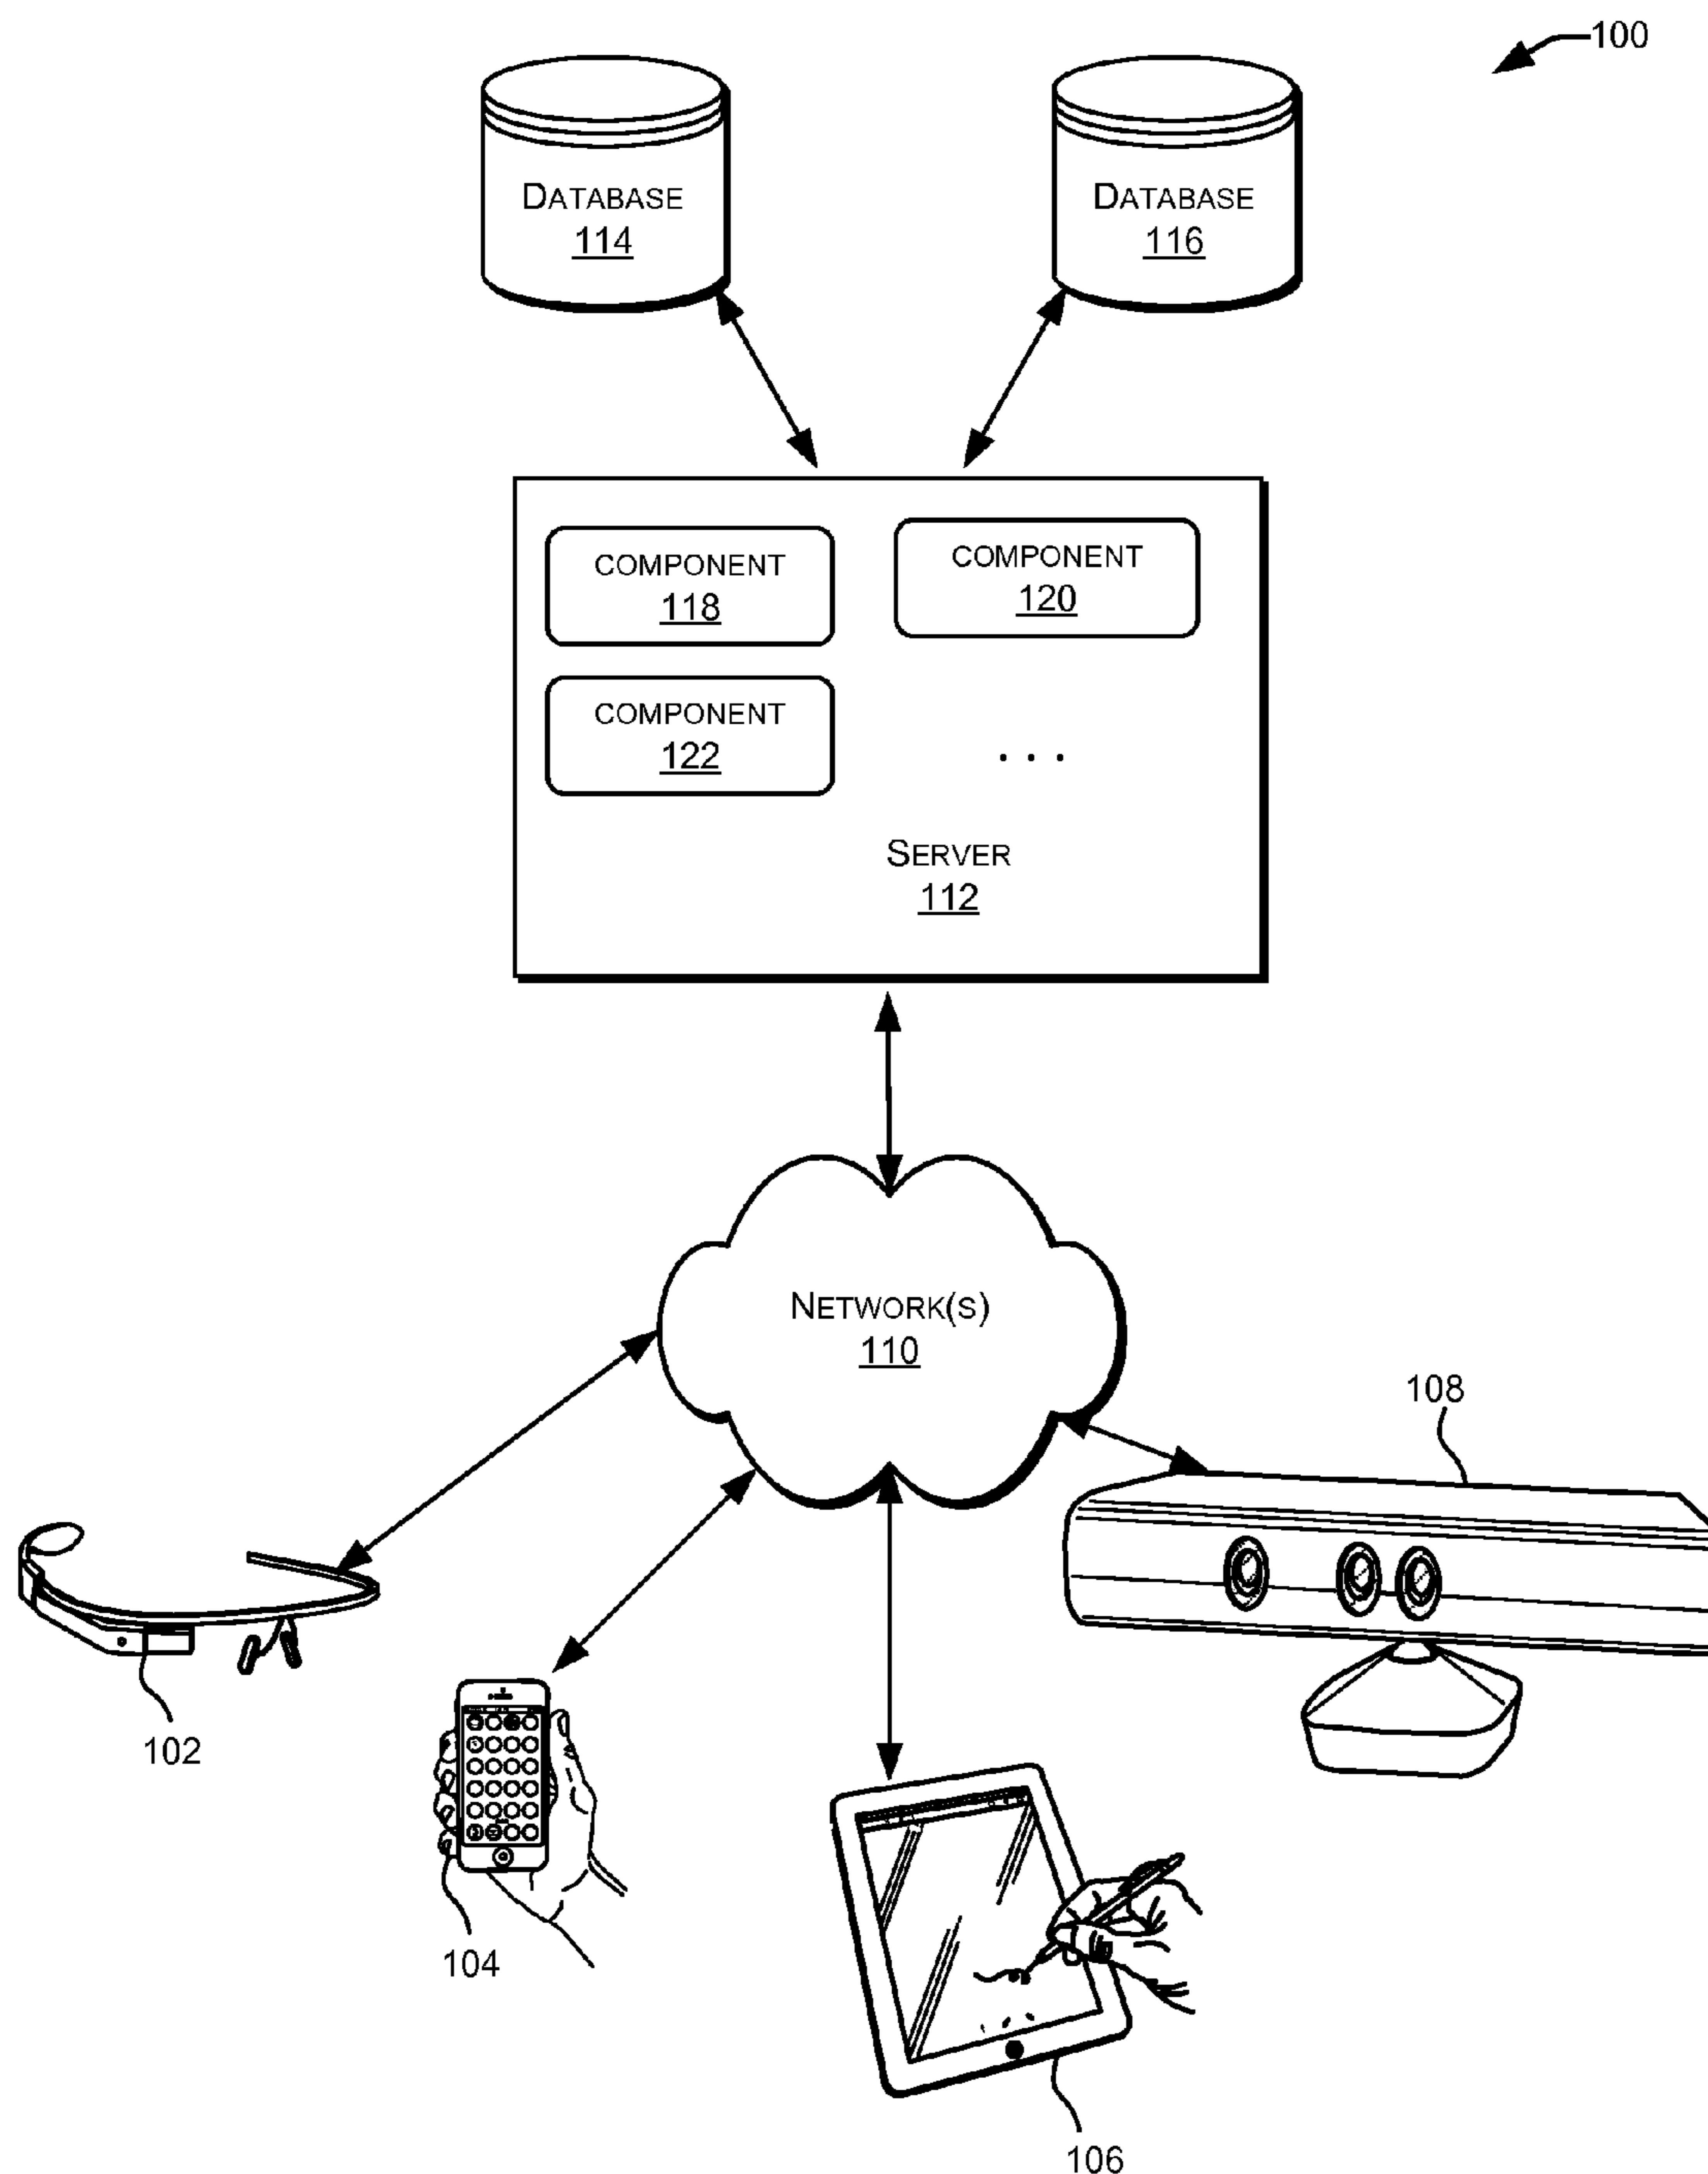 100
DATABASE
114
DATABASE
116
COMPONENT
118
COMPONENT
120
COMPONENT
122
. . .
SERVER
112
NETWORK(S)
110
108
102
104
106